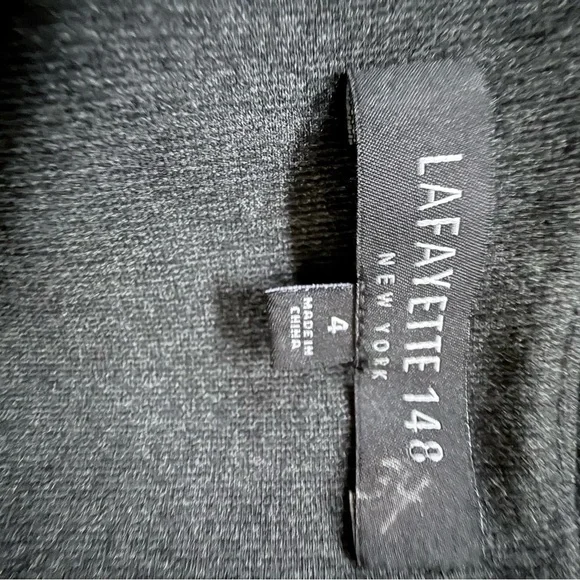 LAFAYETTE 148
NEW YORK
4
MADE IN
CHINA